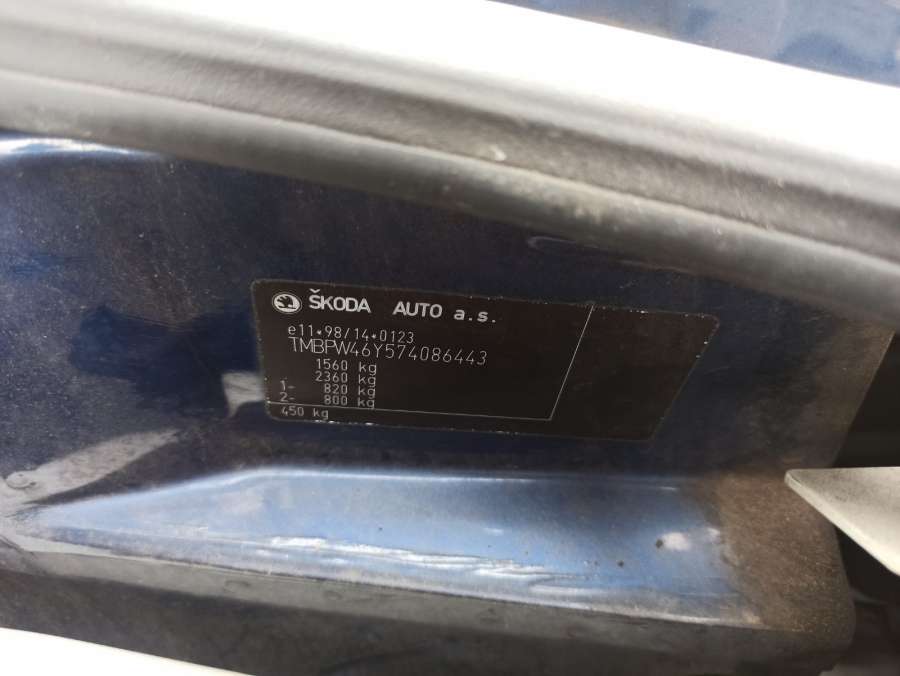 ŠKODA AUTO a.s.
e11*98/14*0123
TMBPW46Y574086443
1560 kg
2360 kg
1- 820 kg
2- 800 kg
450 kg